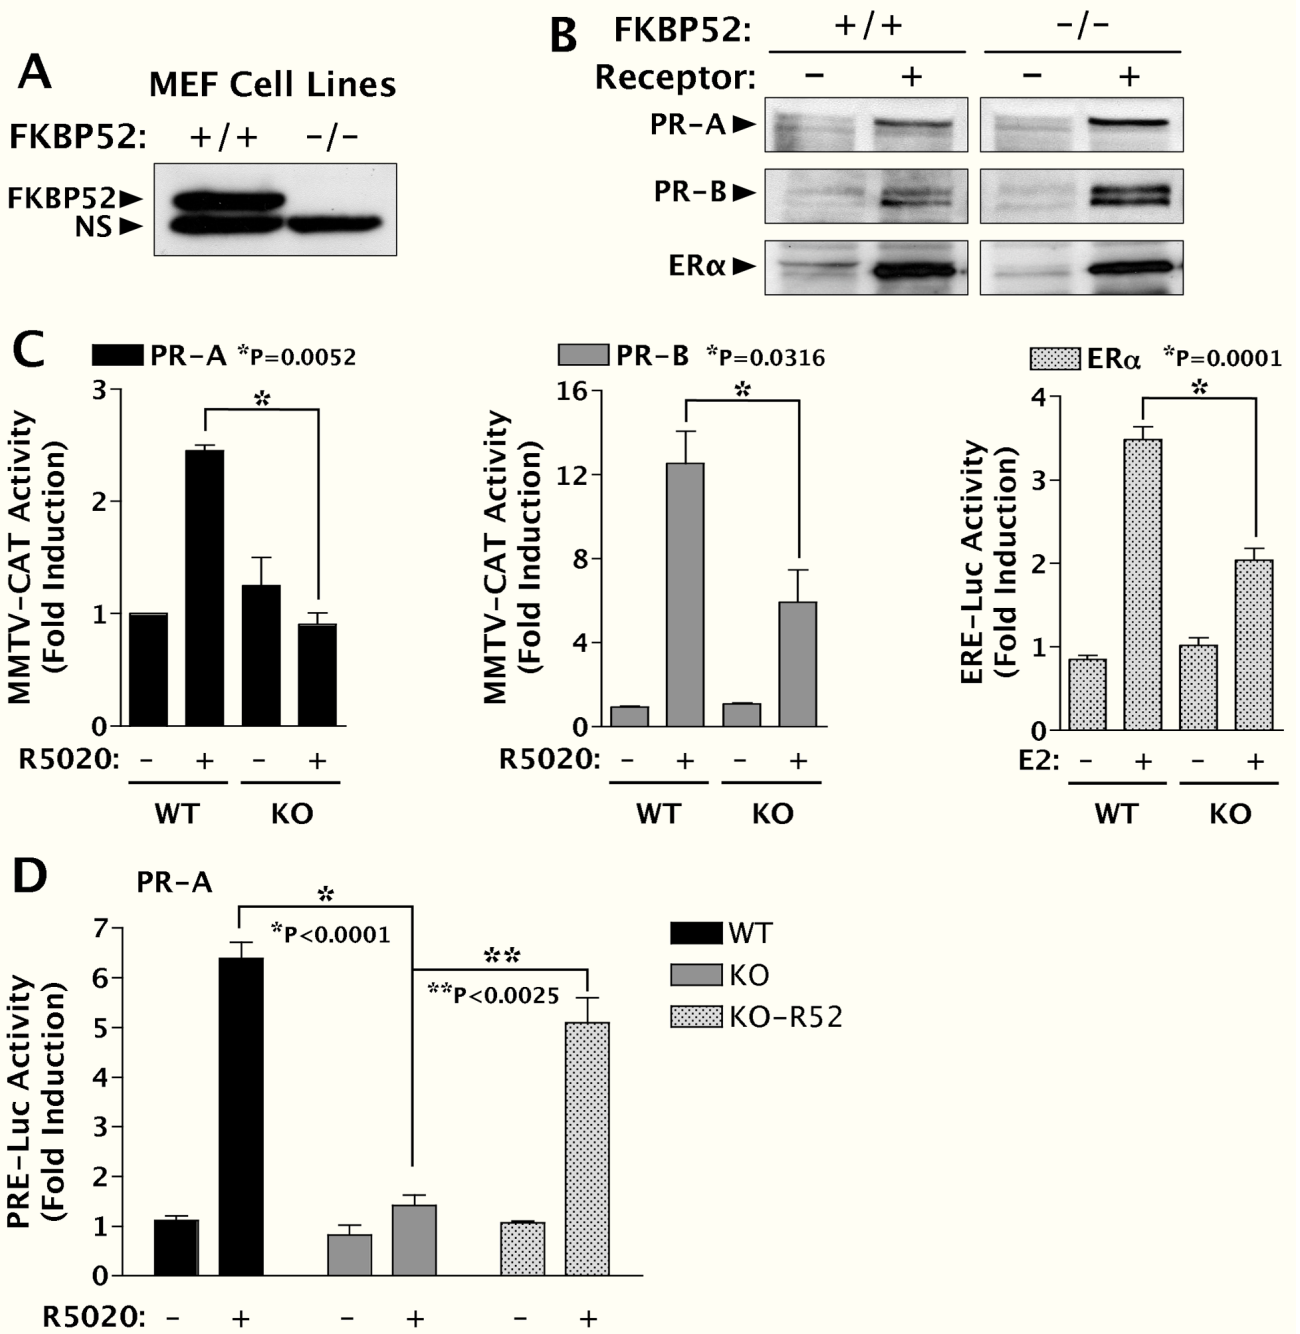 A
MEF Cell Lines
FKBP52: +/+ -/-
FKBP52
NS
B
FKBP52: +/+ -/-
Receptor: - + - +
PR-A
PR-B
ERα
C
PR-A *P=0.0052
MMTV-CAT Activity
(Fold Induction)
3
2
1
0
*
R5020: - + - +
WT KO
PR-B *P=0.0316
MMTV-CAT Activity
(Fold Induction)
16
12
8
4
0
*
R5020: - + - +
WT KO
ERα *P=0.0001
ERE-Luc Activity
(Fold Induction)
4
3
2
1
0
*
E2: - + - +
WT KO
D
PR-A
PRE-Luc Activity
(Fold Induction)
7
6
5
4
3
2
1
0
*
*P<0.0001
**
**P<0.0025
WT
KO
KO-R52
R5020: - + - + - +